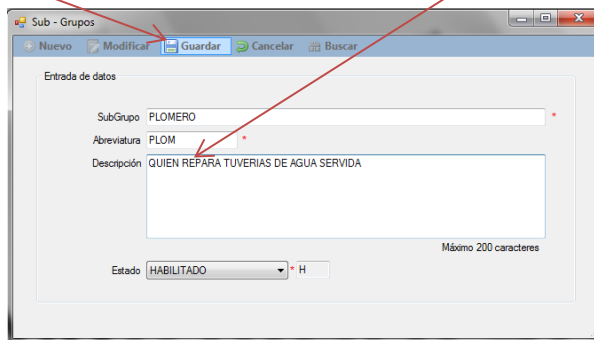 Sub - Grupos
Nuevo Modificar Guardar Cancelar Buscar
Entrada de datos
SubGrupo PLOMERO *
Abreviatura PLOM *
Descripción QUIEN REPARA TUVERIAS DE AGUA SERVIDA
Máximo 200 caracteres
Estado HABILITADO * H